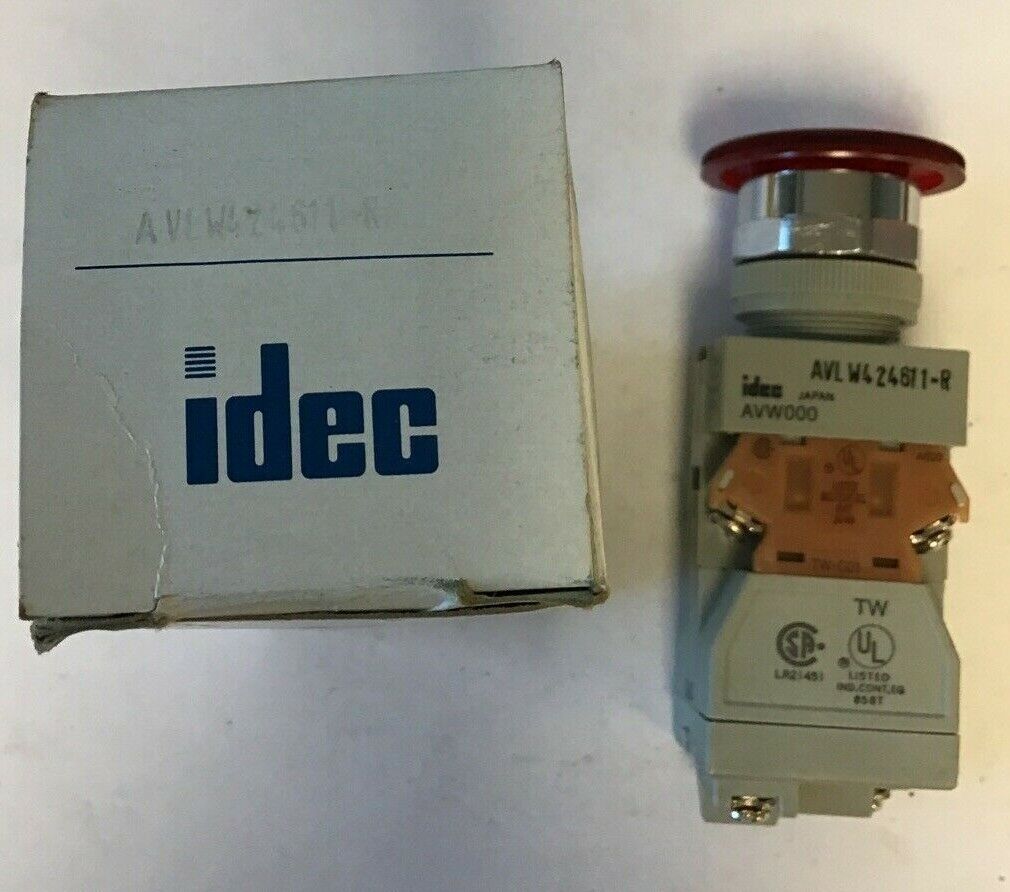 AVLW424611-R
idec
AVLW424611-R
idec JAPAN
AVW000
TW
LR21451
LISTED
IND.CONT.EQ
858T